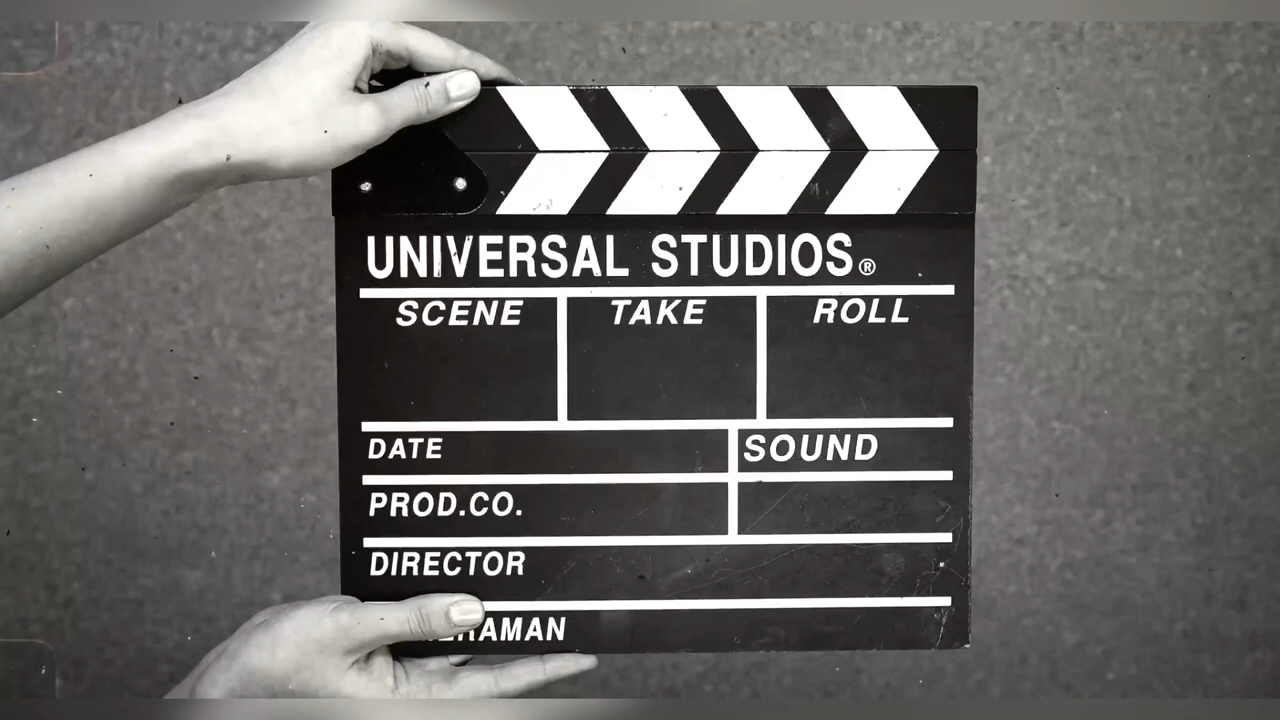 UNIVERSAL STUDIOS®
SCENE TAKE ROLL
DATE SOUND
PROD.CO.
DIRECTOR